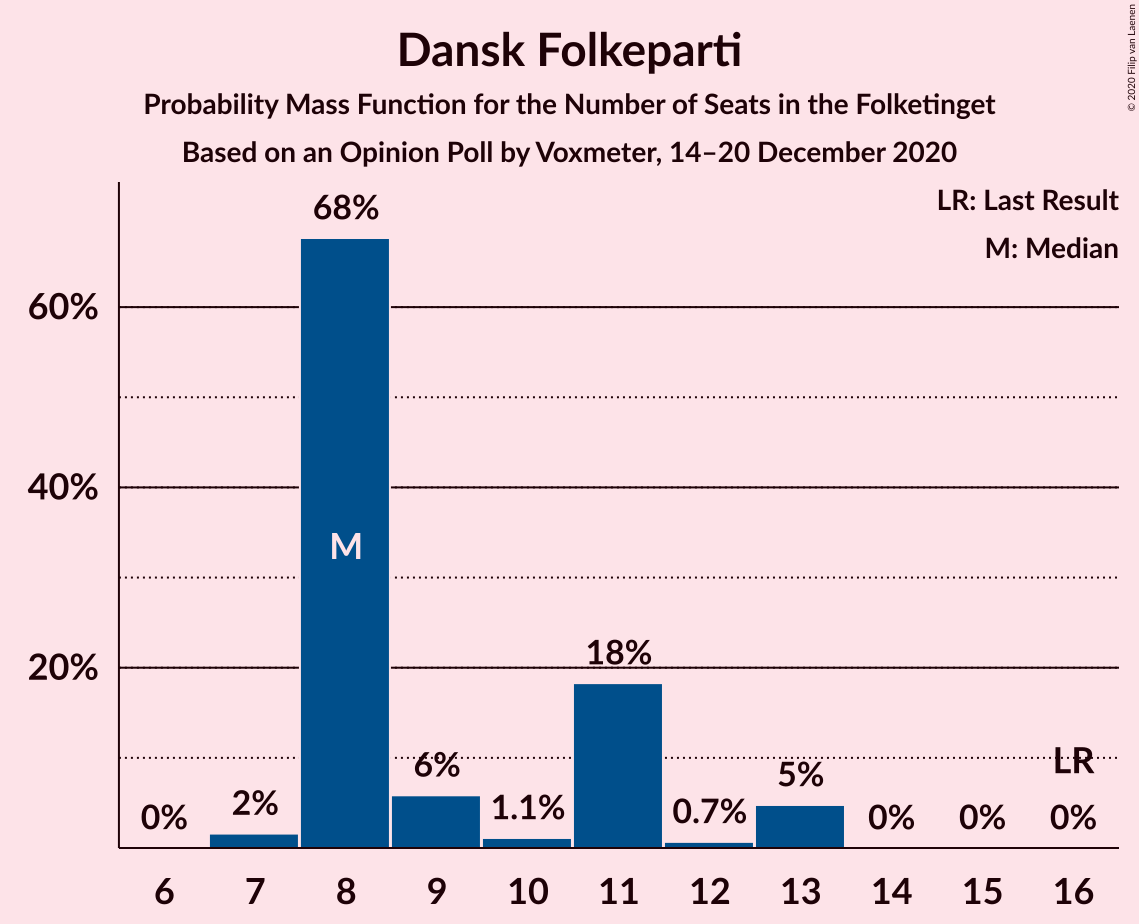 Dansk Folkeparti
Probability Mass Function for the Number of Seats in the Folketinget
Based on an Opinion Poll by Voxmeter, 14–20 December 2020
© 2020 Filip van Laenen
LR: Last Result
M: Median
60%
40%
20%
0%
2%
68%
M
6%
1.1%
18%
0.7%
5%
0%
0%
LR
0%
6 7 8 9 10 11 12 13 14 15 16